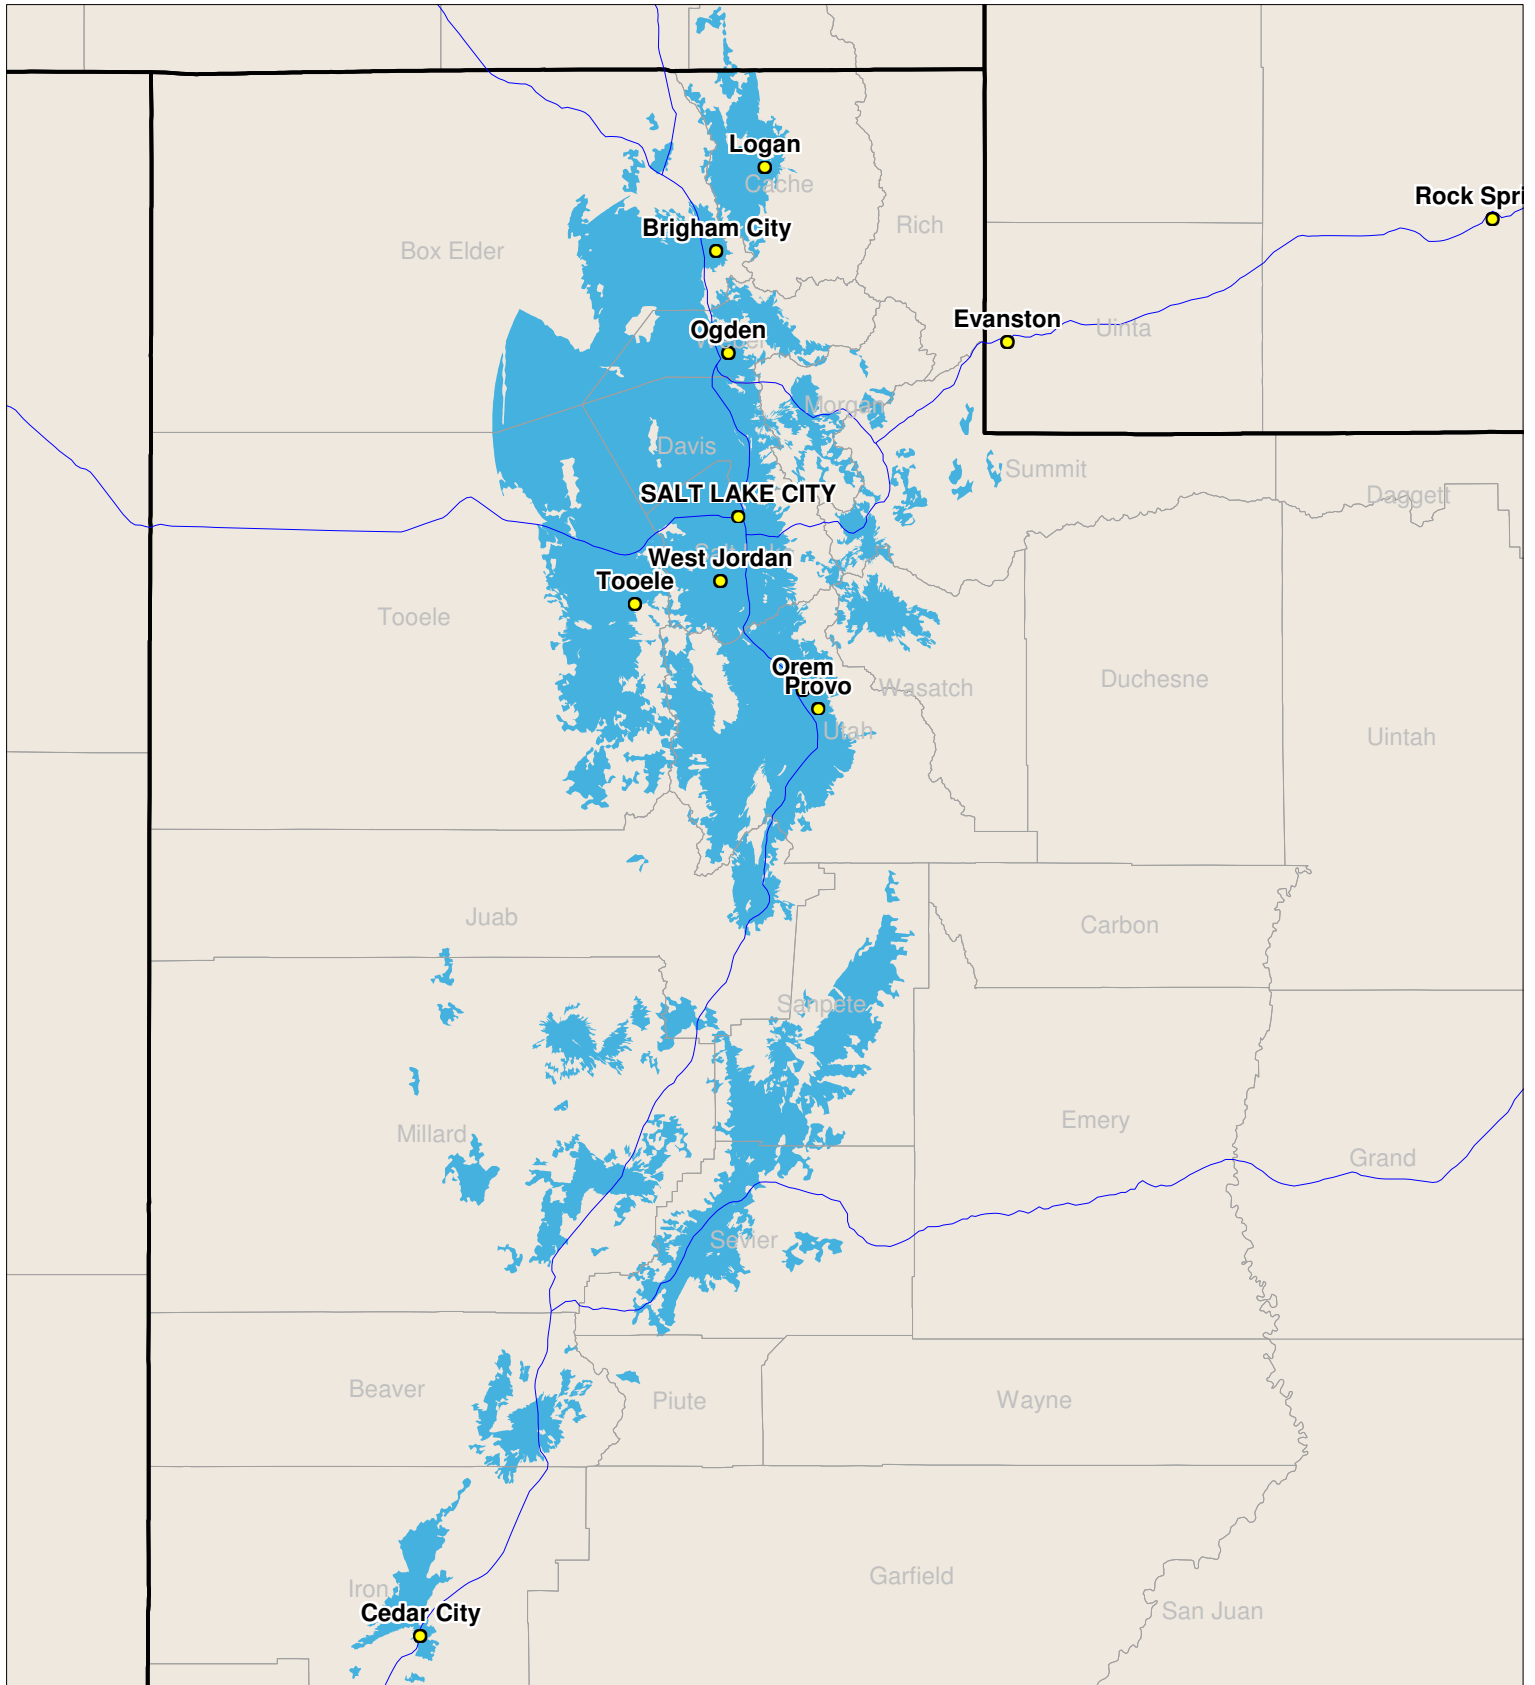 Logan
Cache
Rock Spri
Brigham City
Rich
Box Elder
Evanston
Uinta
Ogden
Morgan
Davis
Summit
SALT LAKE CITY
Daggett
West Jordan
Tooele
Tooele
Orem
Provo
Wasatch
Duchesne
Utah
Uintah
Juab
Carbon
Sanpete
Millard
Emery
Grand
Sevier
Beaver
Piute
Wayne
Iron
Garfield
Cedar City
San Juan